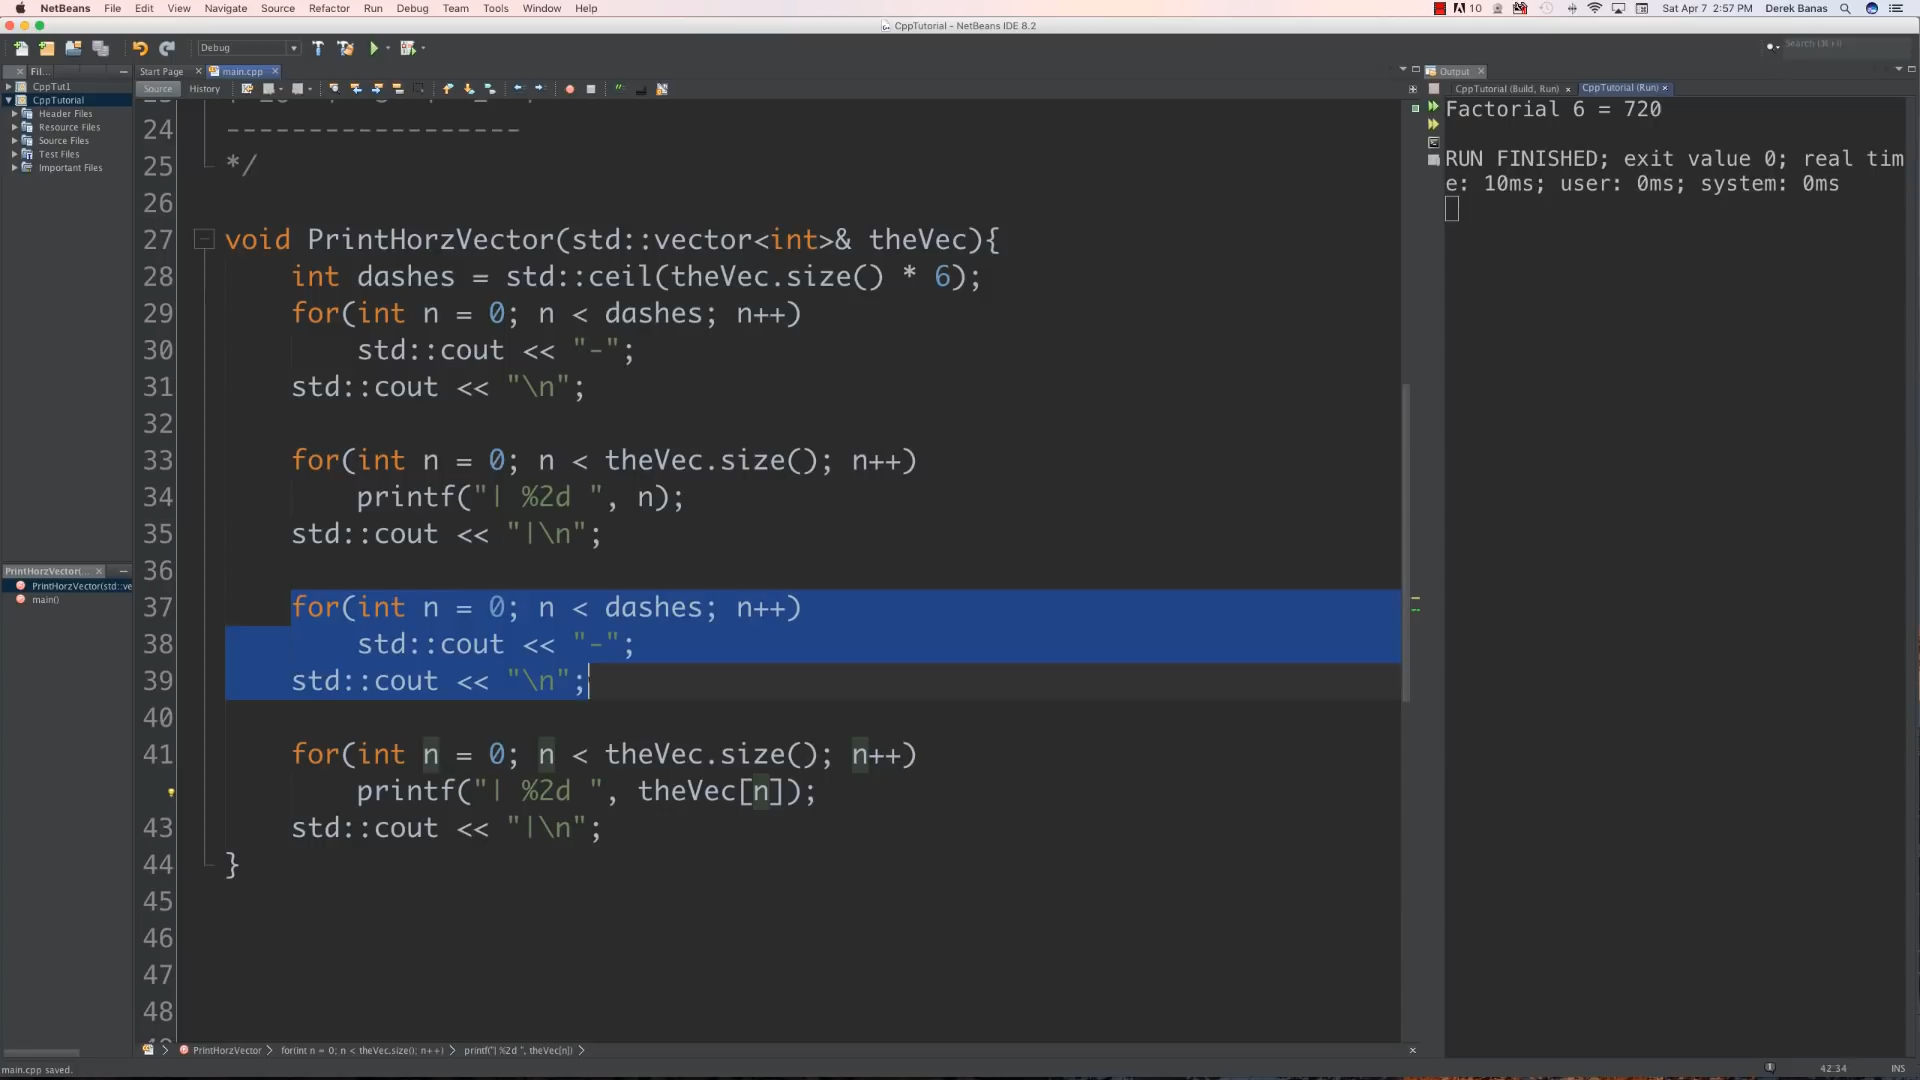 NetBeans File Edit View Navigate Source Refactor Run Debug Team Tools Window Help
10 Sat Apr 7 2:57 PM Derek Banas
CppTutorial - NetBeans IDE 8.2
Debug
Search (⌘+I)
Fil...
Start Page
main.cpp
Output
Source
History
CppTutorial (Build, Run)
CppTutorial (Run)
CppTut1
CppTutorial
Header Files
Resource Files
Source Files
Test Files
Important Files
24 ------------------
25 */
26
27 void PrintHorzVector(std::vector<int>& theVec){
28 int dashes = std::ceil(theVec.size() * 6);
29 for(int n = 0; n < dashes; n++)
30 std::cout << "-";
31 std::cout << "\n";
32
33 for(int n = 0; n < theVec.size(); n++)
34 printf("| %2d ", n);
35 std::cout << "|\n";
36
37 for(int n = 0; n < dashes; n++)
38 std::cout << "-";
39 std::cout << "\n";
40
41 for(int n = 0; n < theVec.size(); n++)
printf("| %2d ", theVec[n]);
43 std::cout << "|\n";
44 }
45
46
47
48
Factorial 6 = 720
RUN FINISHED; exit value 0; real tim
e: 10ms; user: 0ms; system: 0ms
PrintHorzVector(...
PrintHorzVector(std::ve
main()
PrintHorzVector
for(int n = 0; n < theVec.size(); n++)
printf("| %2d ", theVec[n])
main.cpp saved.
42:34
INS